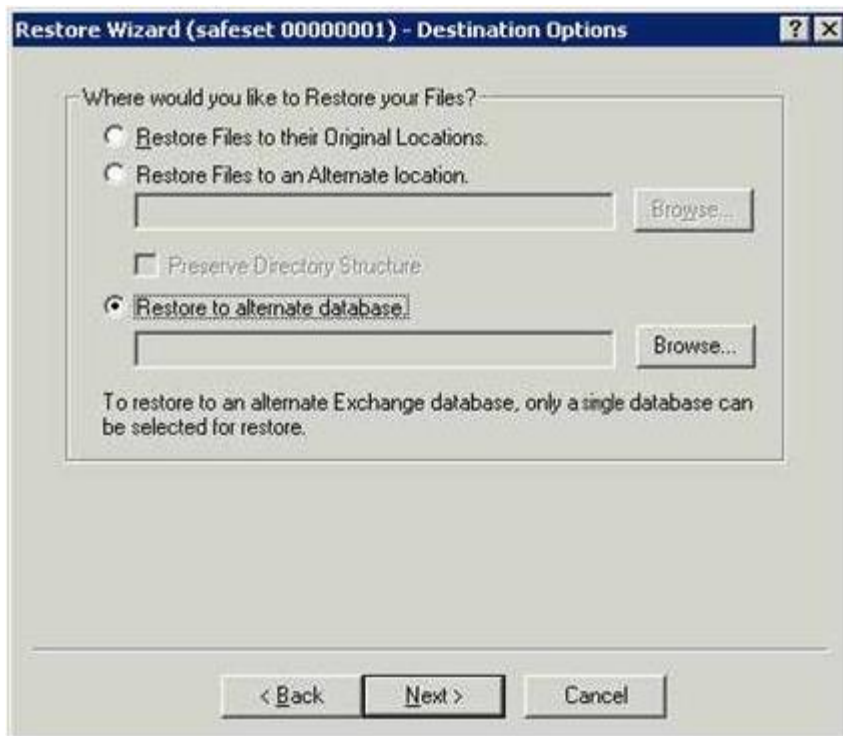 Restore Wizard (safeset 00000001) - Destination Options
Where would you like to Restore your Files?
Restore Files to their Original Locations.
Restore Files to an Alternate location.
Browse...
Preserve Directory Structure
Restore to alternate database.
Browse...
To restore to an alternate Exchange database, only a single database can
be selected for restore.
< Back
Next >
Cancel